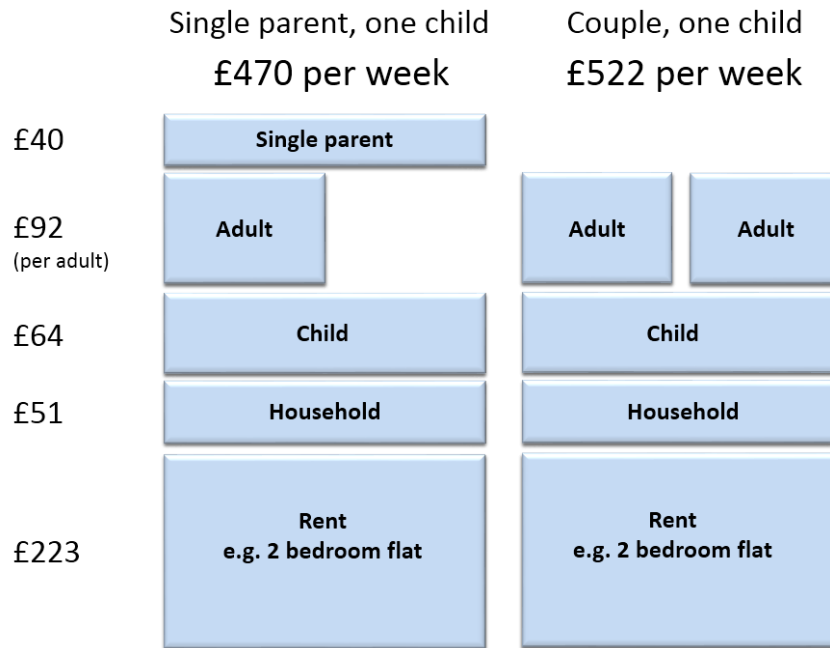 Single parent, one child
£470 per week
Couple, one child
£522 per week
£40
Single parent
£92
(per adult)
Adult
Adult
Adult
£64
Child
Child
£51
Household
Household
£223
Rent
e.g. 2 bedroom flat
Rent
e.g. 2 bedroom flat